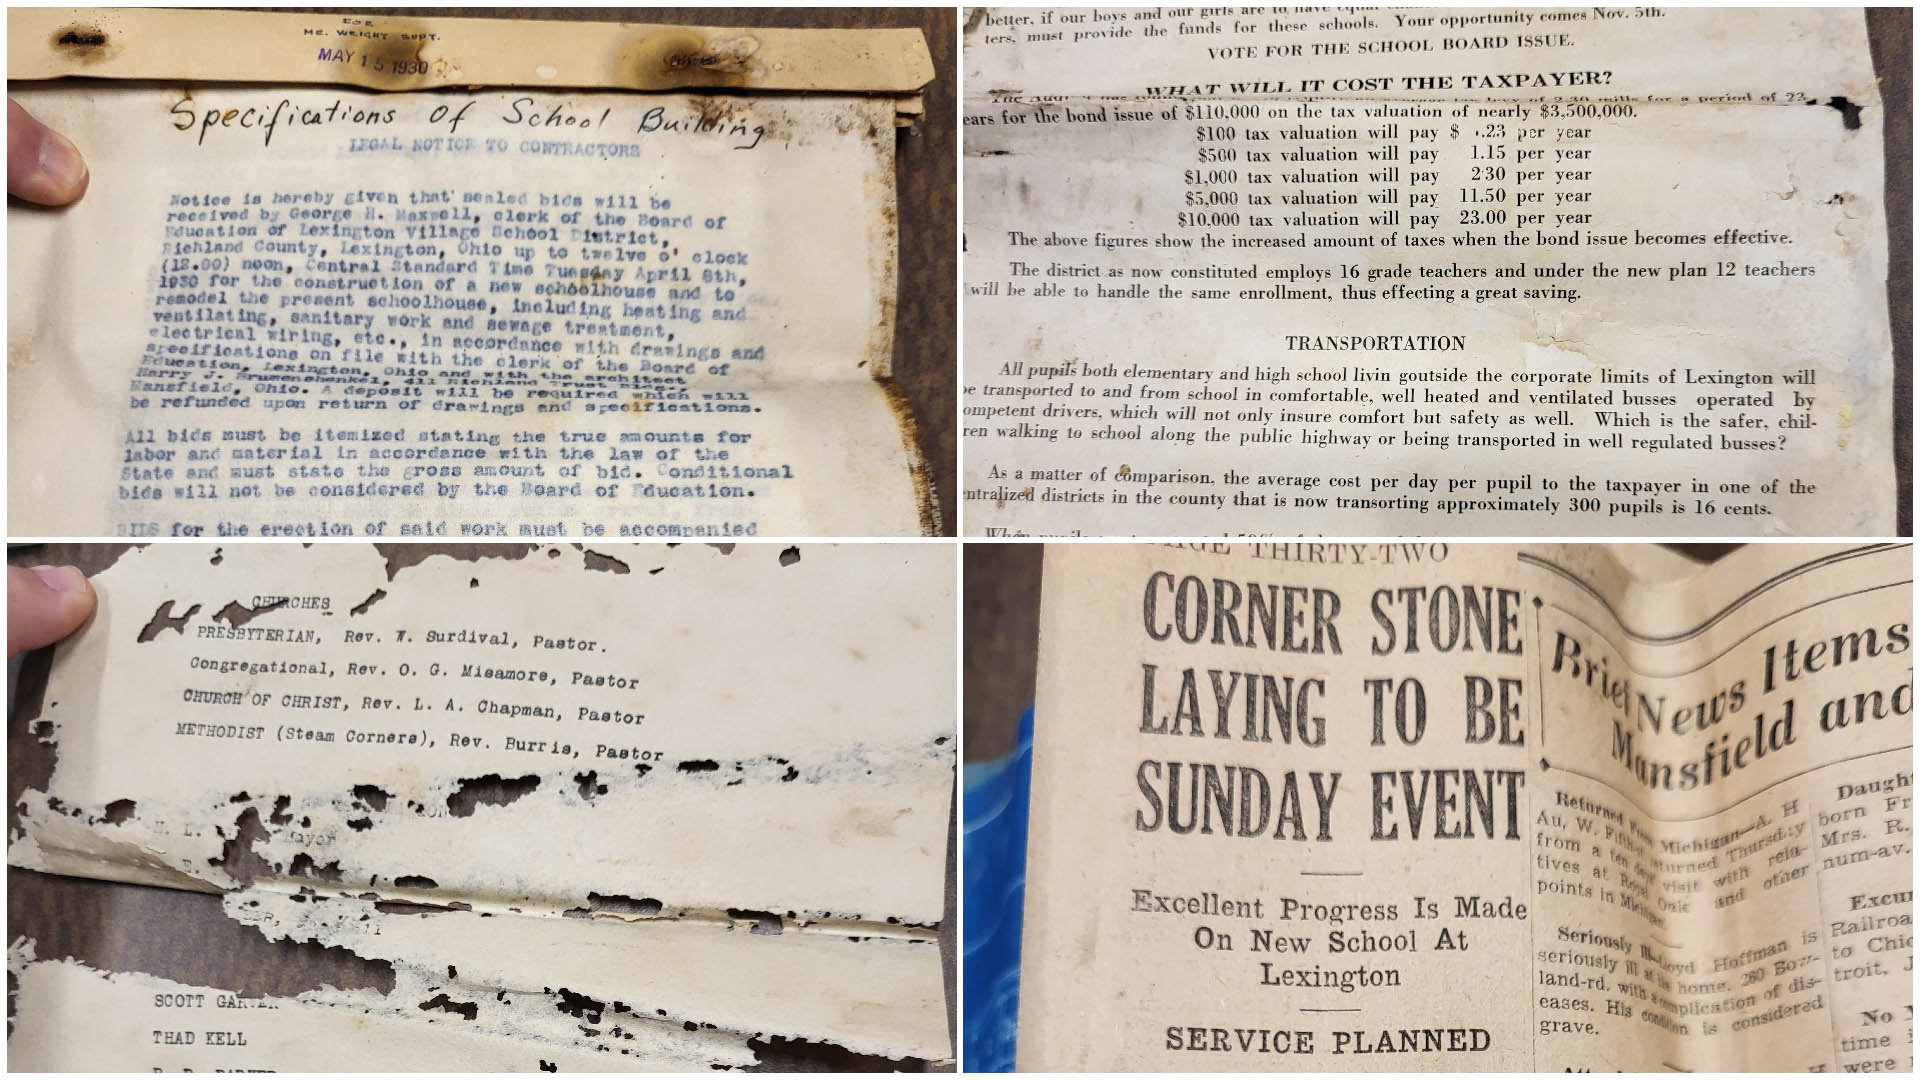 FOR
MR. WRIGHT SUPT.
MAY 15 1930
Specifications Of School Building
LEGAL NOTICE TO CONTRACTORS
Notice is hereby given that sealed bids will be
received by George H. Maxwell, clerk of the Board of
Education of Lexington Village School District,
Richland County, Lexington, Ohio up to twelve o' clock
(12.00) noon, Central Standard Time Tuesday April 8th,
1930 for the construction of a new schoolhouse and to
remodel the present schoolhouse, including heating and
ventilating, sanitary work and sewage treatment,
electrical wiring, etc., in accordance with drawings and
specifications on file with the clerk of the Board of
Education, Lexington, Ohio and with the architect
Harry J. 411 Richland Trust Bldg.,
Mansfield, Ohio. A deposit will be required which will
be refunded upon return of drawings and specifications.
All bids must be itemized stating the true amounts for
labor and material in accordance with the law of the
State and must state the gross amount of bid. Conditional
bids will not be considered by the Board of Education.
BIDS for the erection of said work must be accompanied
better, if our boys and our girls are to have equal
ters, must provide the funds for these schools. Your opportunity comes Nov. 5th.
VOTE FOR THE SCHOOL BOARD ISSUE.
WHAT WILL IT COST THE TAXPAYER?
mills for a period of 23
ears for the bond issue of $110,000 on the tax valuation of nearly $3,500,000.
$100 tax valuation will pay $ .23 per year
$500 tax valuation will pay 1.15 per year
$1,000 tax valuation will pay 2.30 per year
$5,000 tax valuation will pay 11.50 per year
$10,000 tax valuation will pay 23.00 per year
The above figures show the increased amount of taxes when the bond issue becomes effective.
The district as now constituted employs 16 grade teachers and under the new plan 12 teachers
will be able to handle the same enrollment, thus effecting a great saving.
TRANSPORTATION
All pupils both elementary and high school livin goutside the corporate limits of Lexington will
be transported to and from school in comfortable, well heated and ventilated busses operated by
ompetent drivers, which will not only insure comfort but safety as well. Which is the safer, chil-
ren walking to school along the public highway or being transported in well regulated busses?
As a matter of comparison, the average cost per day per pupil to the taxpayer in one of the
ntralized districts in the county that is now transorting approximately 300 pupils is 16 cents.
CHURCHES
PRESBYTERIAN, Rev. W. Surdival, Pastor.
Congregational, Rev. O. G. Misamore, Pastor
CHURCH OF CHRIST, Rev. L. A. Chapman, Pastor
METHODIST (Steam Corners), Rev. Burris, Pastor
H. L. Mayor
SCOTT
THAD KELL
THIRTY-TWO
CORNER STONE
LAYING TO BE
SUNDAY EVENT
Excellent Progress Is Made
On New School At
Lexington
SERVICE PLANNED
Brief News Items
Mansfield and
Returned From Michigan—A. H
Au, W. Fifth returned Thursday
from a ten day visit with rela-
tives at Royal Oak and other
points in Michigan.
Seriously Ill—Loyd Hoffman is
seriously ill at his home, 260 Bow-
land-rd, with a complication of dis-
eases. His condition is considered
grave.
Daught
born Fr
Mrs. R.
num-av.
Excur
Railroa
to Chic
troit, J
No
time
were